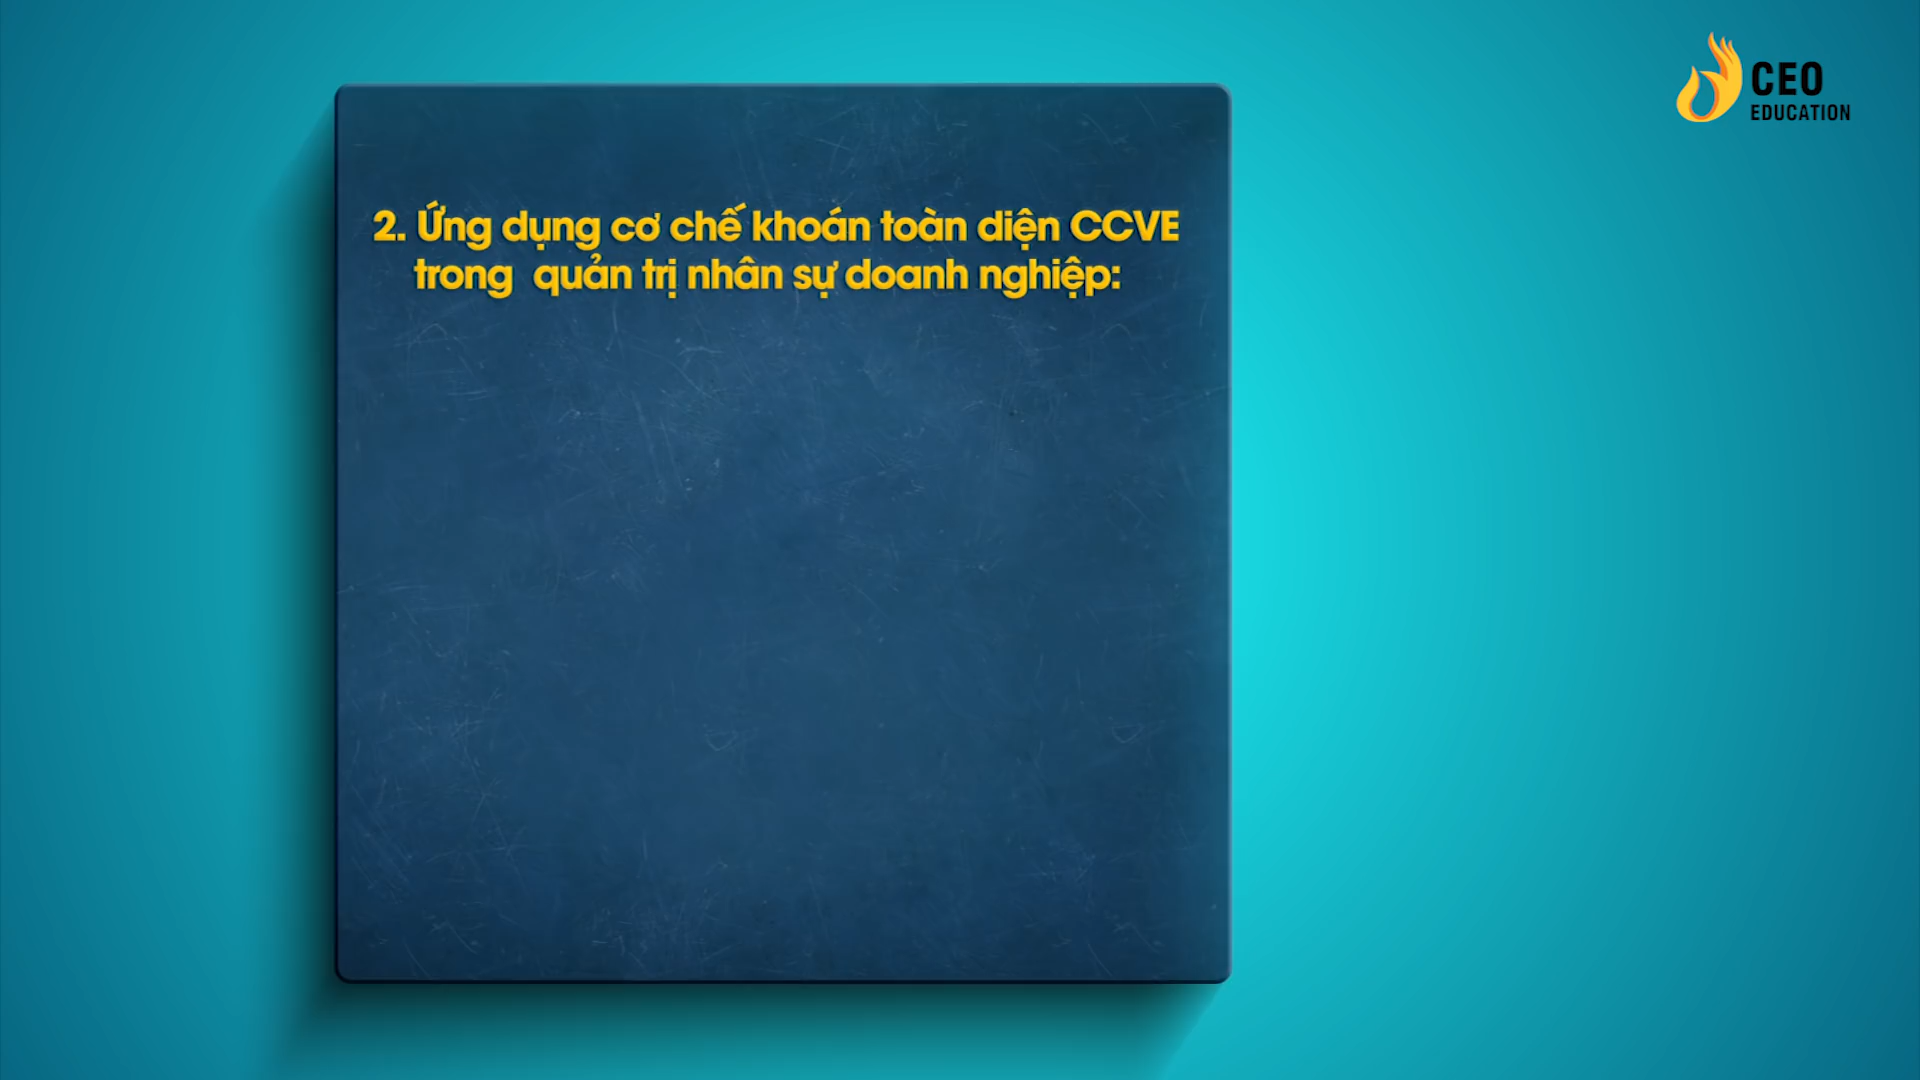 CEO
EDUCATION
2. Ứng dụng cơ chế khoán toàn diện CCVE
trong quản trị nhân sự doanh nghiệp: